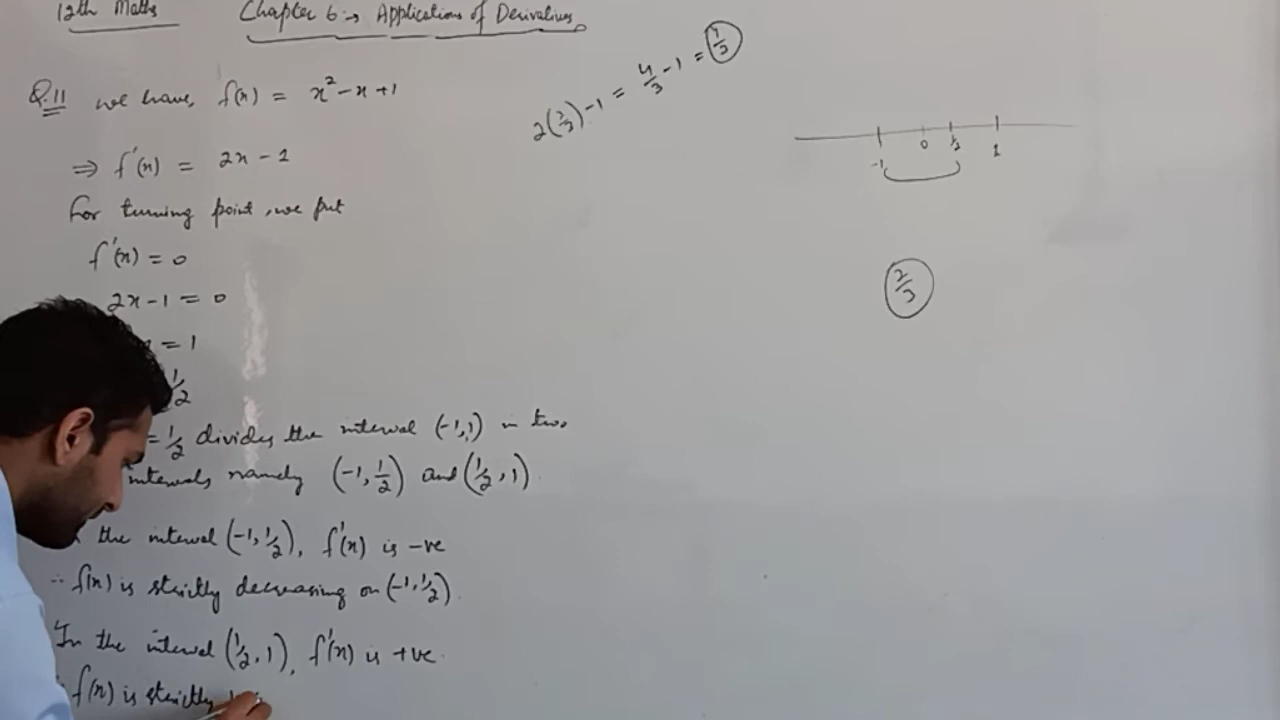 12th Maths Chapter 6:→ Applications of Derivatives
Q.11 we have, f(x) = x² - x + 1
⇒ f'(x) = 2x - 1
For turning point, we put
f'(x) = 0
2x - 1 = 0
= 1
1/2
= 1/2 divides the interval (-1,1) in two
intervals namely (-1, 1/2) and (1/2, 1).
the interval (-1, 1/2), f'(x) is -ve
∴ f(x) is strictly decreasing on (-1, 1/2).
In the interval (1/2, 1), f'(x) is +ve.
f(x) is strictly
2(2/3) - 1 = 4/3 - 1 = 1/3
-1 0 1/2 1
2/3